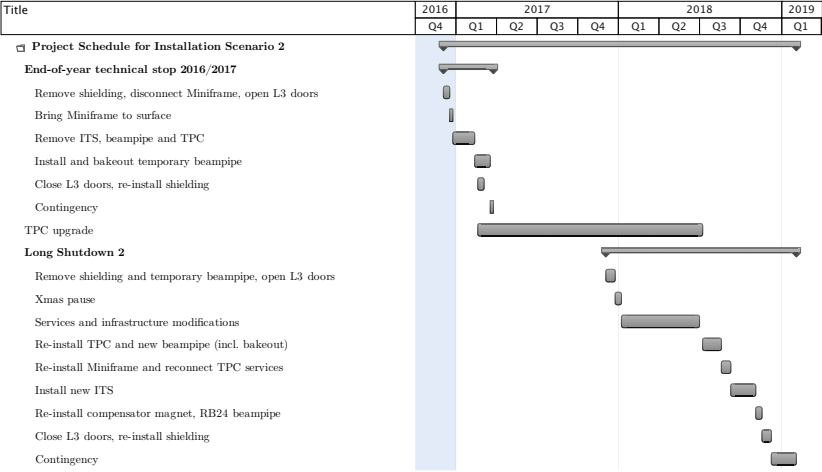 Title 2016 2017 2018 2019
Q4 Q1 Q2 Q3 Q4 Q1 Q2 Q3 Q4 Q1
Project Schedule for Installation Scenario 2
End-of-year technical stop 2016/2017
Remove shielding, disconnect Miniframe, open L3 doors
Bring Miniframe to surface
Remove ITS, beampipe and TPC
Install and bakeout temporary beampipe
Close L3 doors, re-install shielding
Contingency
TPC upgrade
Long Shutdown 2
Remove shielding and temporary beampipe, open L3 doors
Xmas pause
Services and infrastructure modifications
Re-install TPC and new beampipe (incl. bakeout)
Re-install Miniframe and reconnect TPC services
Install new ITS
Re-install compensator magnet, RB24 beampipe
Close L3 doors, re-install shielding
Contingency